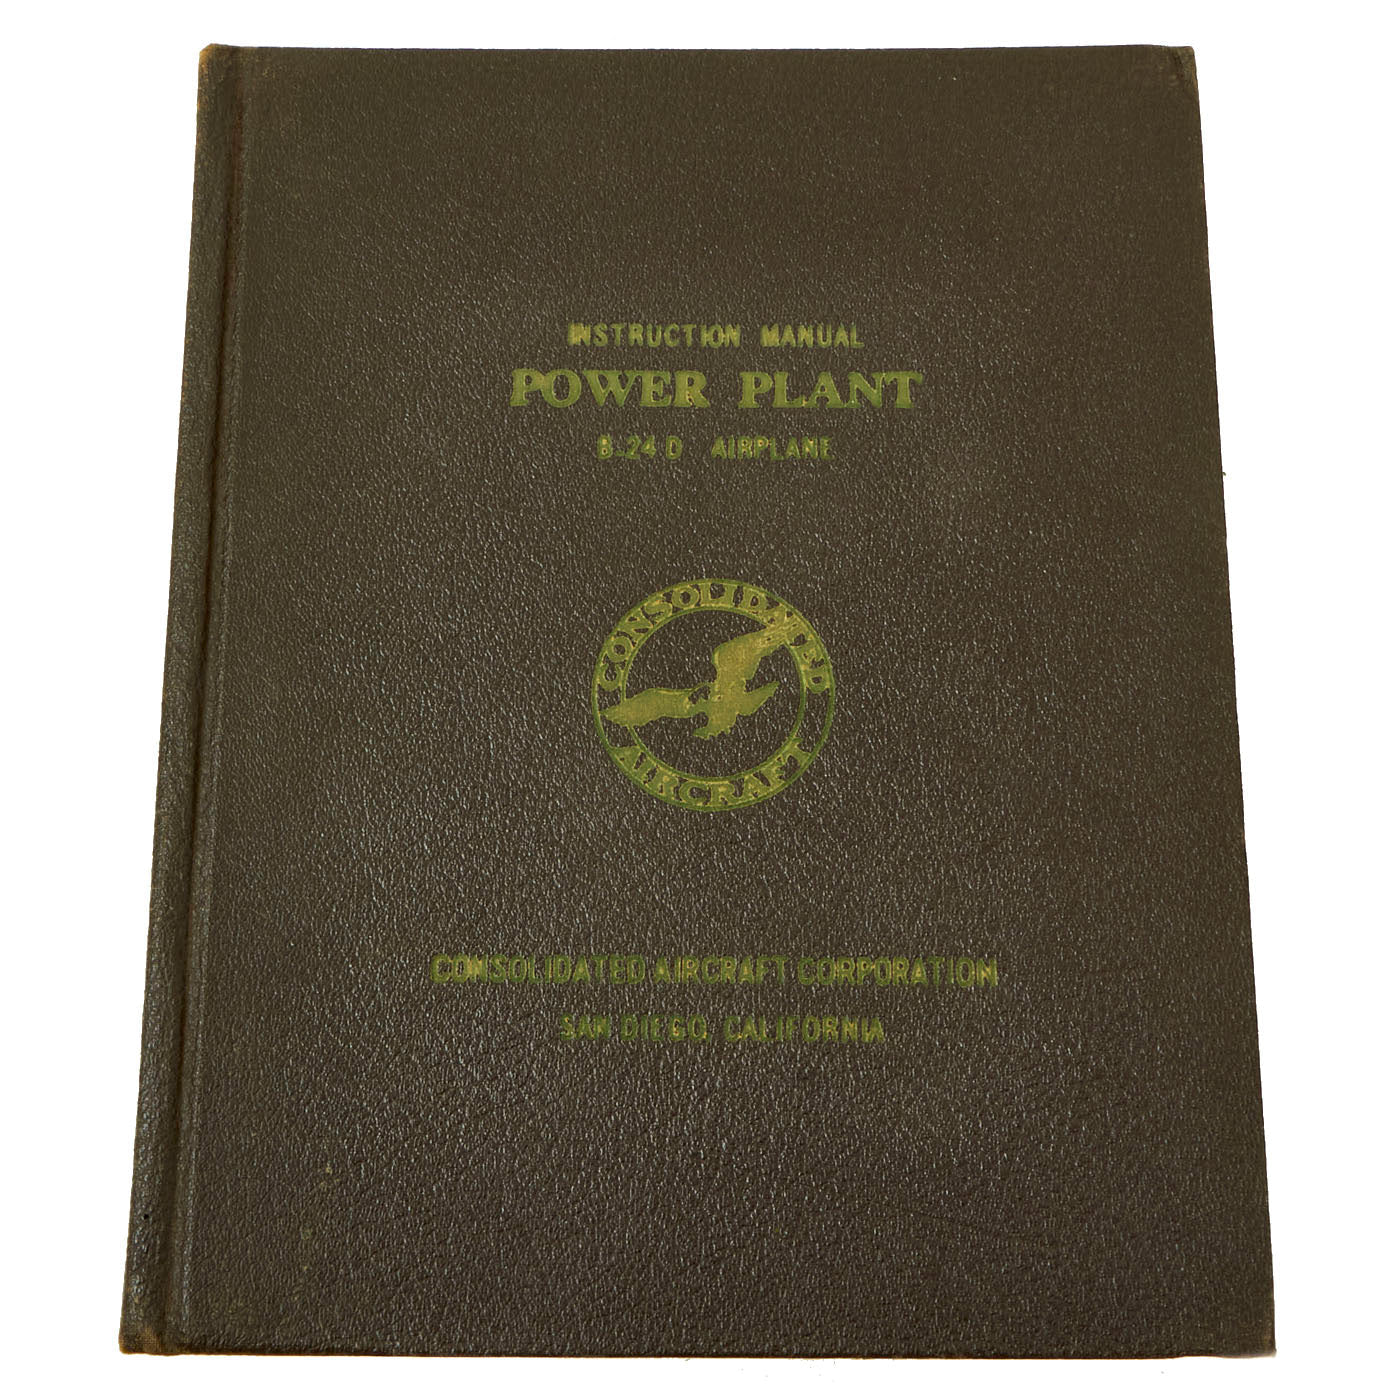 INSTRUCTION MANUAL
POWER PLANT
B-24 D AIRPLANE
CONSOLIDATED
AIRCRAFT
CONSOLIDATED AIRCRAFT CORPORATION
SAN DIEGO, CALIFORNIA